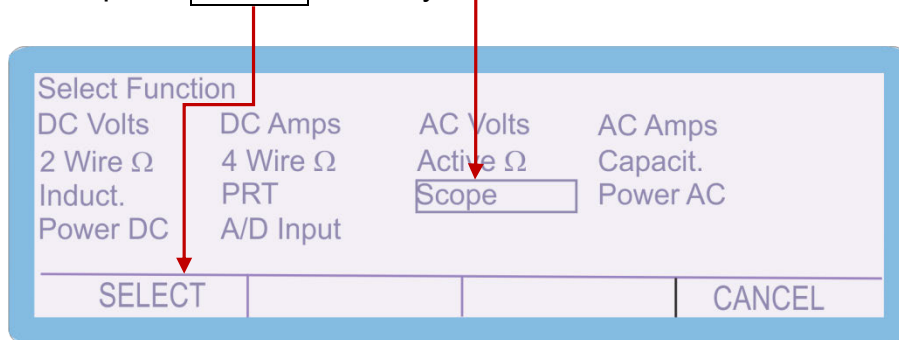 Select Function
DC Volts DC Amps AC Volts AC Amps
2 Wire Ω 4 Wire Ω Active Ω Capacit.
Induct. PRT Scope Power AC
Power DC A/D Input
SELECT CANCEL